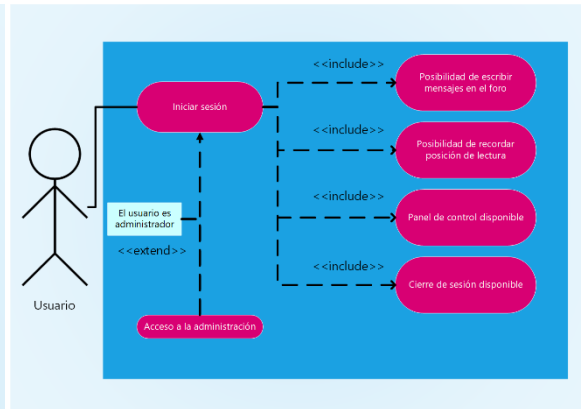 <<include>>
Posibilidad de escribir
mensajes en el foro
Iniciar sesión
<<include>>
Posibilidad de recordar
posición de lectura
<<include>>
El usuario es
administrador
Panel de control disponible
<<extend>>
<<include>>
Cierre de sesión disponible
Usuario
Acceso a la administración